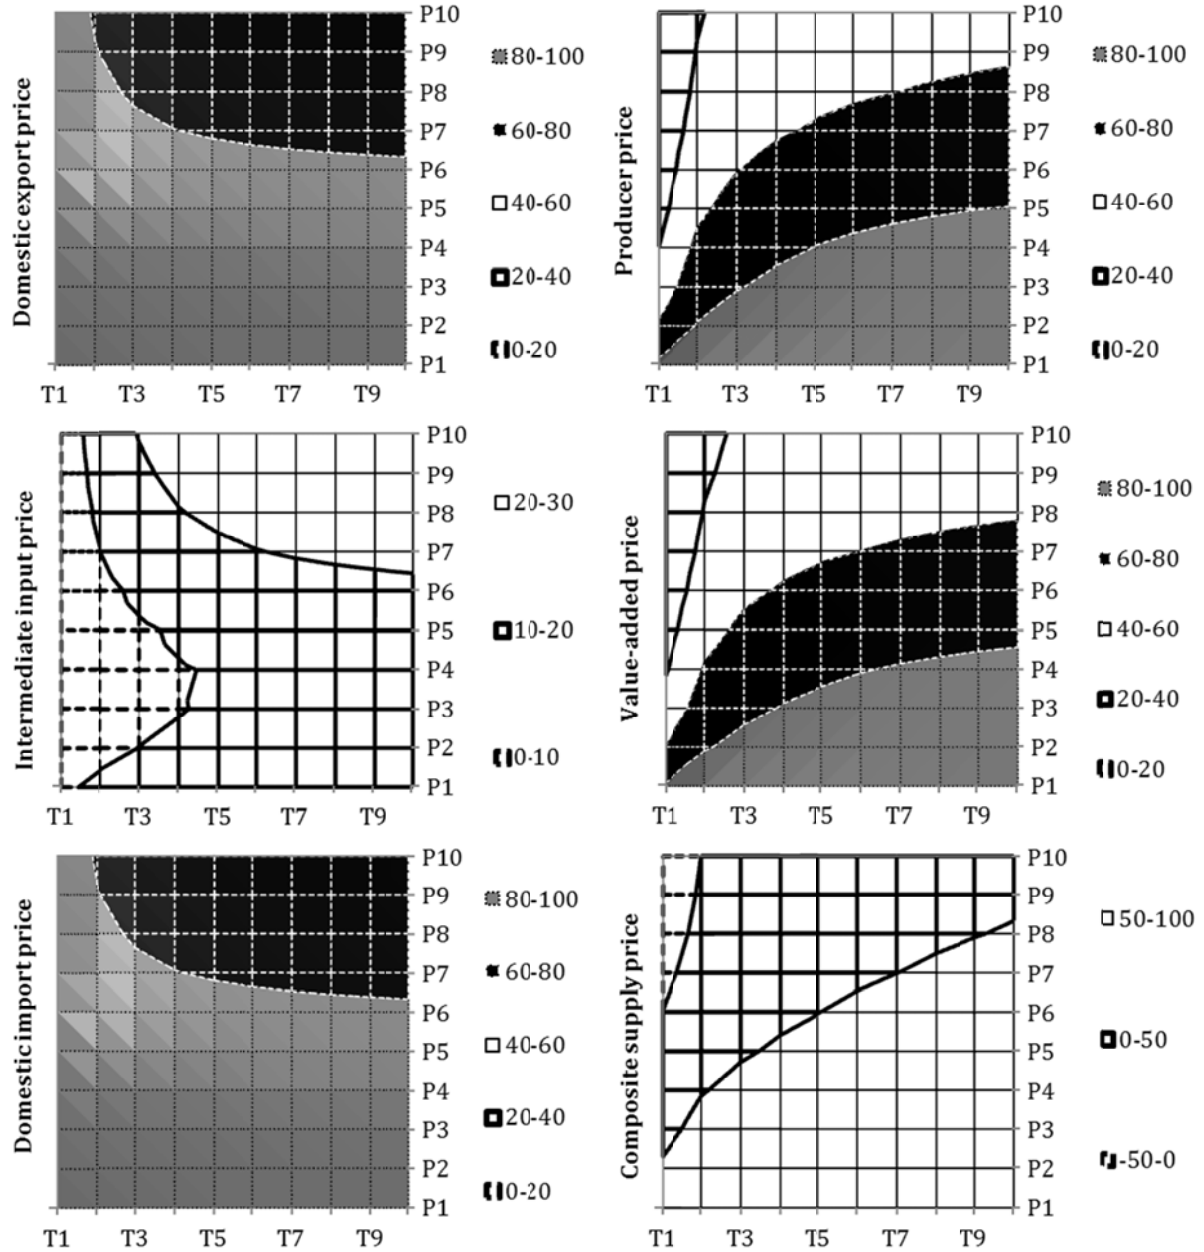 Domestic export price
P10
P9
P8
P7
P6
P5
P4
P3
P2
P1
T1 T3 T5 T7 T9
80-100
60-80
40-60
20-40
0-20
Producer price
P10
P9
P8
P7
P6
P5
P4
P3
P2
P1
T1 T3 T5 T7 T9
80-100
60-80
40-60
20-40
0-20
Intermediate input price
P10
P9
P8
P7
P6
P5
P4
P3
P2
P1
T1 T3 T5 T7 T9
20-30
10-20
0-10
Value-added price
P10
P9
P8
P7
P6
P5
P4
P3
P2
P1
T1 T3 T5 T7 T9
80-100
60-80
40-60
20-40
0-20
Domestic import price
P10
P9
P8
P7
P6
P5
P4
P3
P2
P1
T1 T3 T5 T7 T9
80-100
60-80
40-60
20-40
0-20
Composite supply price
P10
P9
P8
P7
P6
P5
P4
P3
P2
P1
T1 T3 T5 T7 T9
50-100
0-50
-50-0